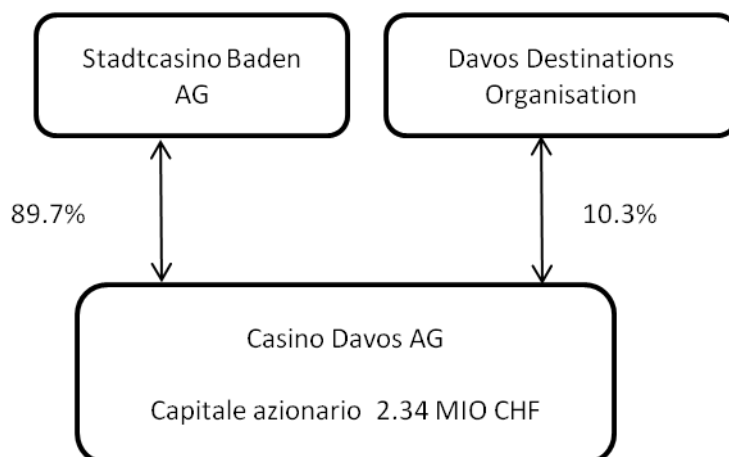 Stadtcasino Baden
AG
Davos Destinations
Organisation
89.7%
10.3%
Casino Davos AG
Capitale azionario 2.34 MIO CHF